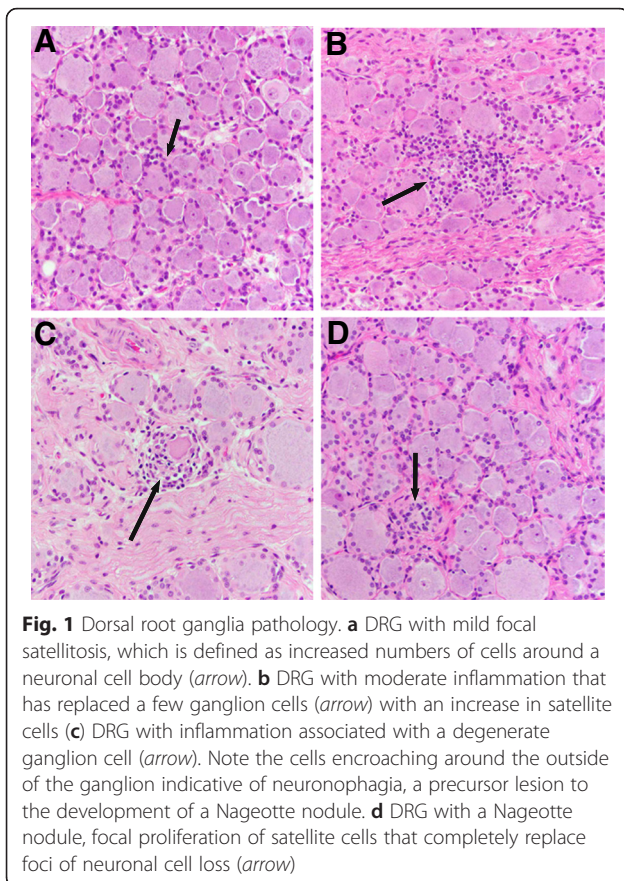 A
B
C
D
Fig. 1 Dorsal root ganglia pathology. a DRG with mild focal
satellitosis, which is defined as increased numbers of cells around a
neuronal cell body (arrow). b DRG with moderate inflammation that
has replaced a few ganglion cells (arrow) with an increase in satellite
cells (c) DRG with inflammation associated with a degenerate
ganglion cell (arrow). Note the cells encroaching around the outside
of the ganglion indicative of neuronophagia, a precursor lesion to
the development of a Nageotte nodule. d DRG with a Nageotte
nodule, focal proliferation of satellite cells that completely replace
foci of neuronal cell loss (arrow)